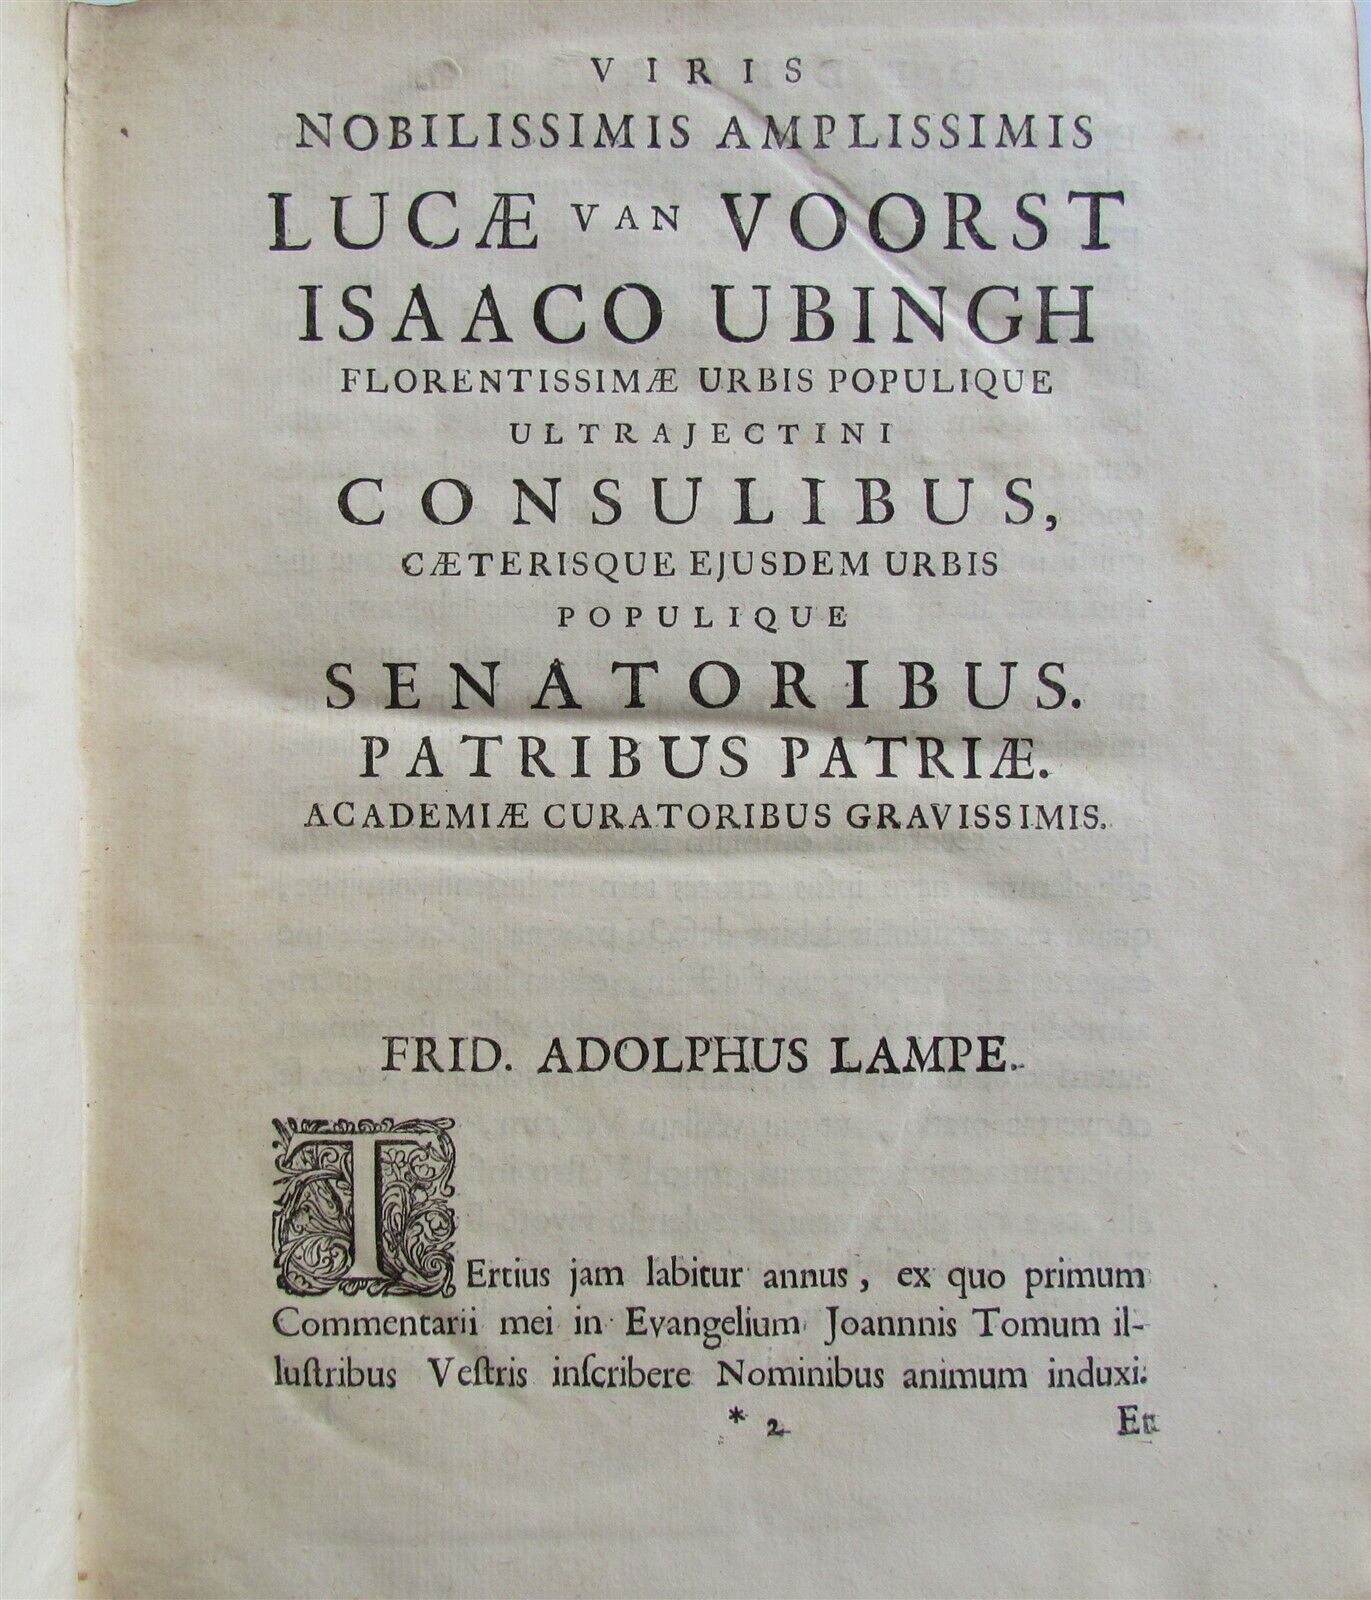 VIRIS
NOBILISSIMIS AMPLISSIMIS
LUCÆ VAN VOORST
ISAACO UBINGH
FLORENTISSIMÆ URBIS POPULIQUE
ULTRAJECTINI
CONSULIBUS,
CÆTERISQUE EJUSDEM URBIS
POPULIQUE
SENATORIBUS.
PATRIBUS PATRIÆ.
ACADEMIÆ CURATORIBUS GRAVISSIMIS.
FRID. ADOLPHUS LAMPE.
TErtius jam labitur annus, ex quo primum
Commentarii mei in Evangelium Joannnis Tomum il-
luſtribus Veſtris inſcribere Nominibus animum induxi.
* 2 Et